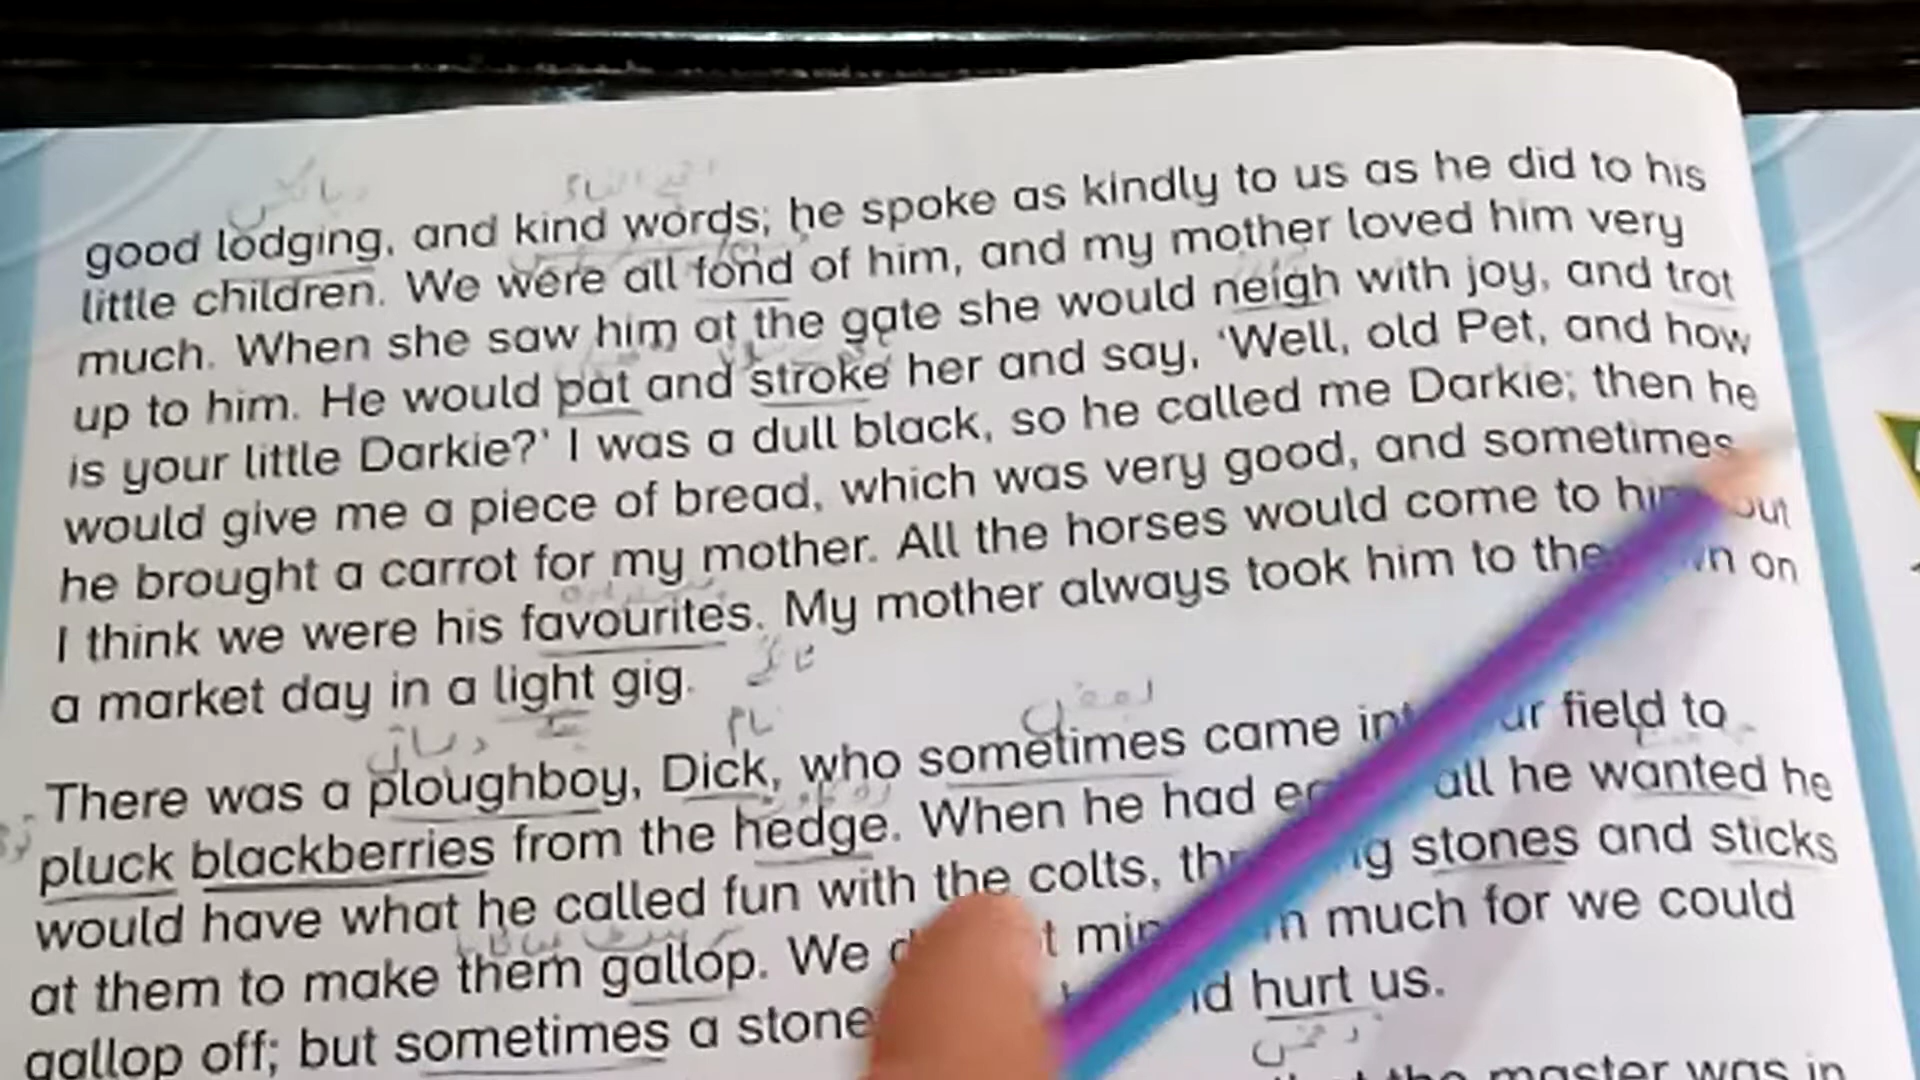 good lodging, and kind words; he spoke as kindly to us as he did to his
little children. We were all fond of him, and my mother loved him very
much. When she saw him at the gate she would neigh with joy, and trot
up to him. He would pat and stroke her and say, ‘Well, old Pet, and how
is your little Darkie?’ I was a dull black, so he called me Darkie; then he
would give me a piece of bread, which was very good, and sometimes
he brought a carrot for my mother. All the horses would come to
I think we were his favourites. My mother always took him to the on
a market day in a light gig.
نام
There was a ploughboy, Dick, who sometimes came field to
pluck blackberries from the hedge. When he had all he wanted he
would have what he called fun with the colts, stones and sticks
at them to make them gallop. We much for we could
gallop off; but sometimes a stone hurt us.
the master was in